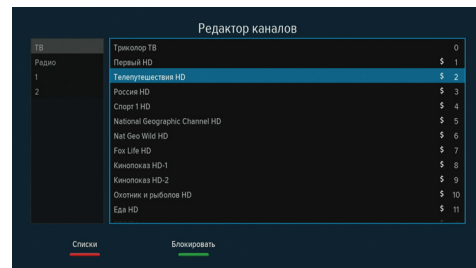 Редактор каналов
ТВ
Радио
1
2
Триколор ТВ 0
Первый HD $ 1
Телепутешествия HD $ 2
Россия HD $ 3
Спорт 1 HD $ 4
National Geographic Channel HD $ 5
Nat Geo Wild HD $ 6
Fox Life HD $ 7
Кинопоказ HD-1 $ 8
Кинопоказ HD-2 $ 9
Охотник и рыболов HD $ 10
Еда HD $ 11
Списки Блокировать